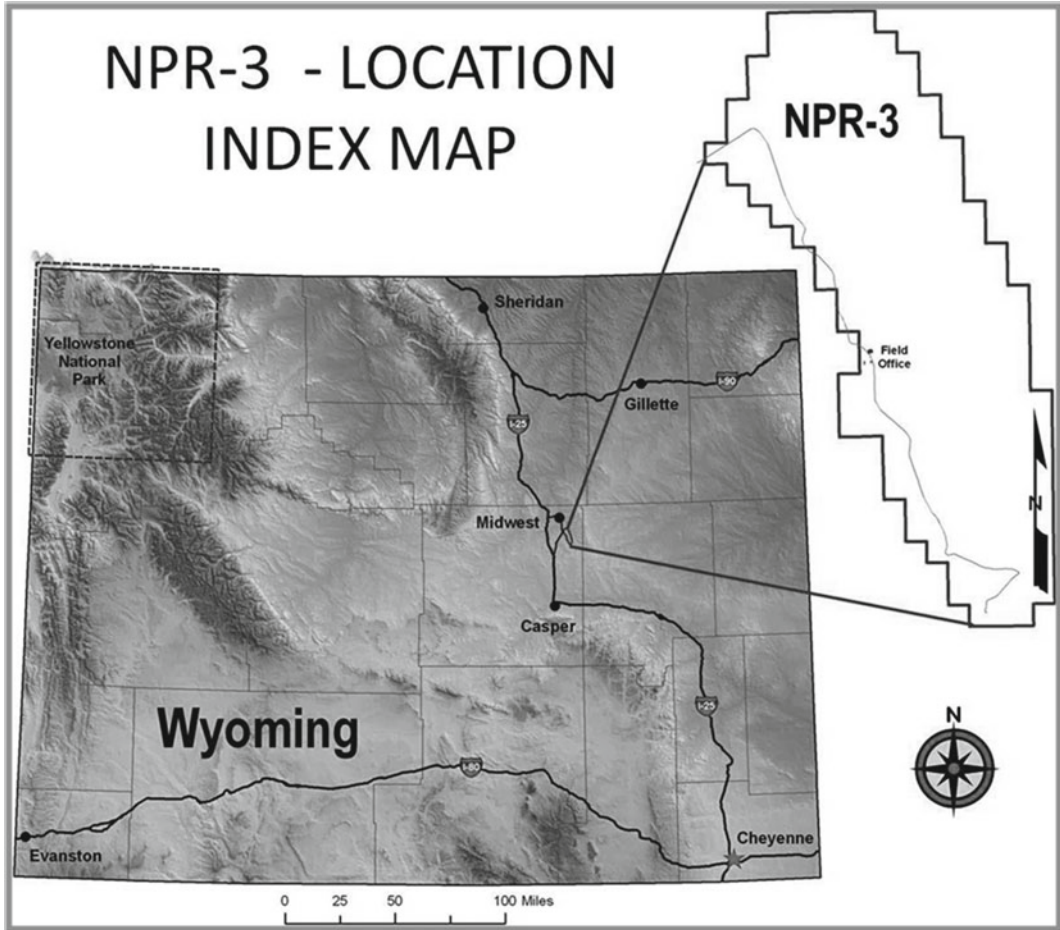 NPR-3 - LOCATION
INDEX MAP
NPR-3
Field
Office
N
Sheridan
Yellowstone
National
Park
I-90
Gillette
I-25
Midwest
Casper
I-25
Wyoming
I-80
N
Cheyenne
Evanston
0 25 50 100 Miles